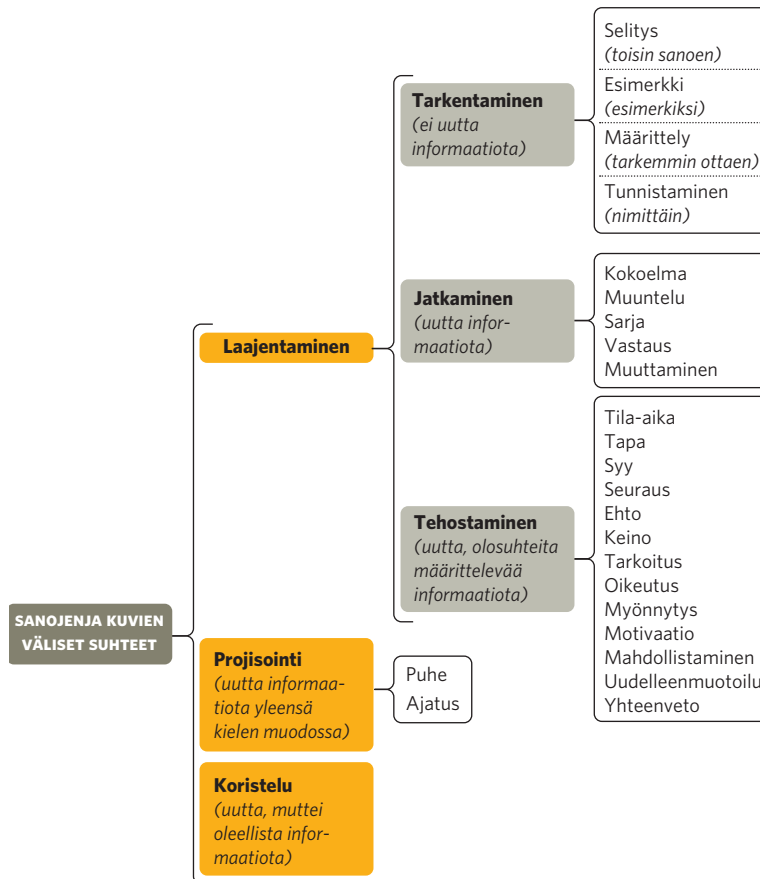 SANOJENJA KUVIEN
VÄLISET SUHTEET
Laajentaminen
Tarkentaminen
(ei uutta
informaatiota)
Selitys
(toisin sanoen)
Esimerkki
(esimerkiksi)
Määrittely
(tarkemmin ottaen)
Tunnistaminen
(nimittäin)
Jatkaminen
(uutta infor-
maatiota)
Kokoelma
Muuntelu
Sarja
Vastaus
Muuttaminen
Tehostaminen
(uutta, olosuhteita
määrittelevää
informaatiota)
Tila-aika
Tapa
Syy
Seuraus
Ehto
Keino
Tarkoitus
Oikeutus
Myönnytys
Motivaatio
Mahdollistaminen
Uudelleenmuotoilu
Yhteenveto
Projisointi
(uutta informaa-
tiota yleensä
kielen muodossa)
Puhe
Ajatus
Koristelu
(uutta, muttei
oleellista infor-
maatiota)